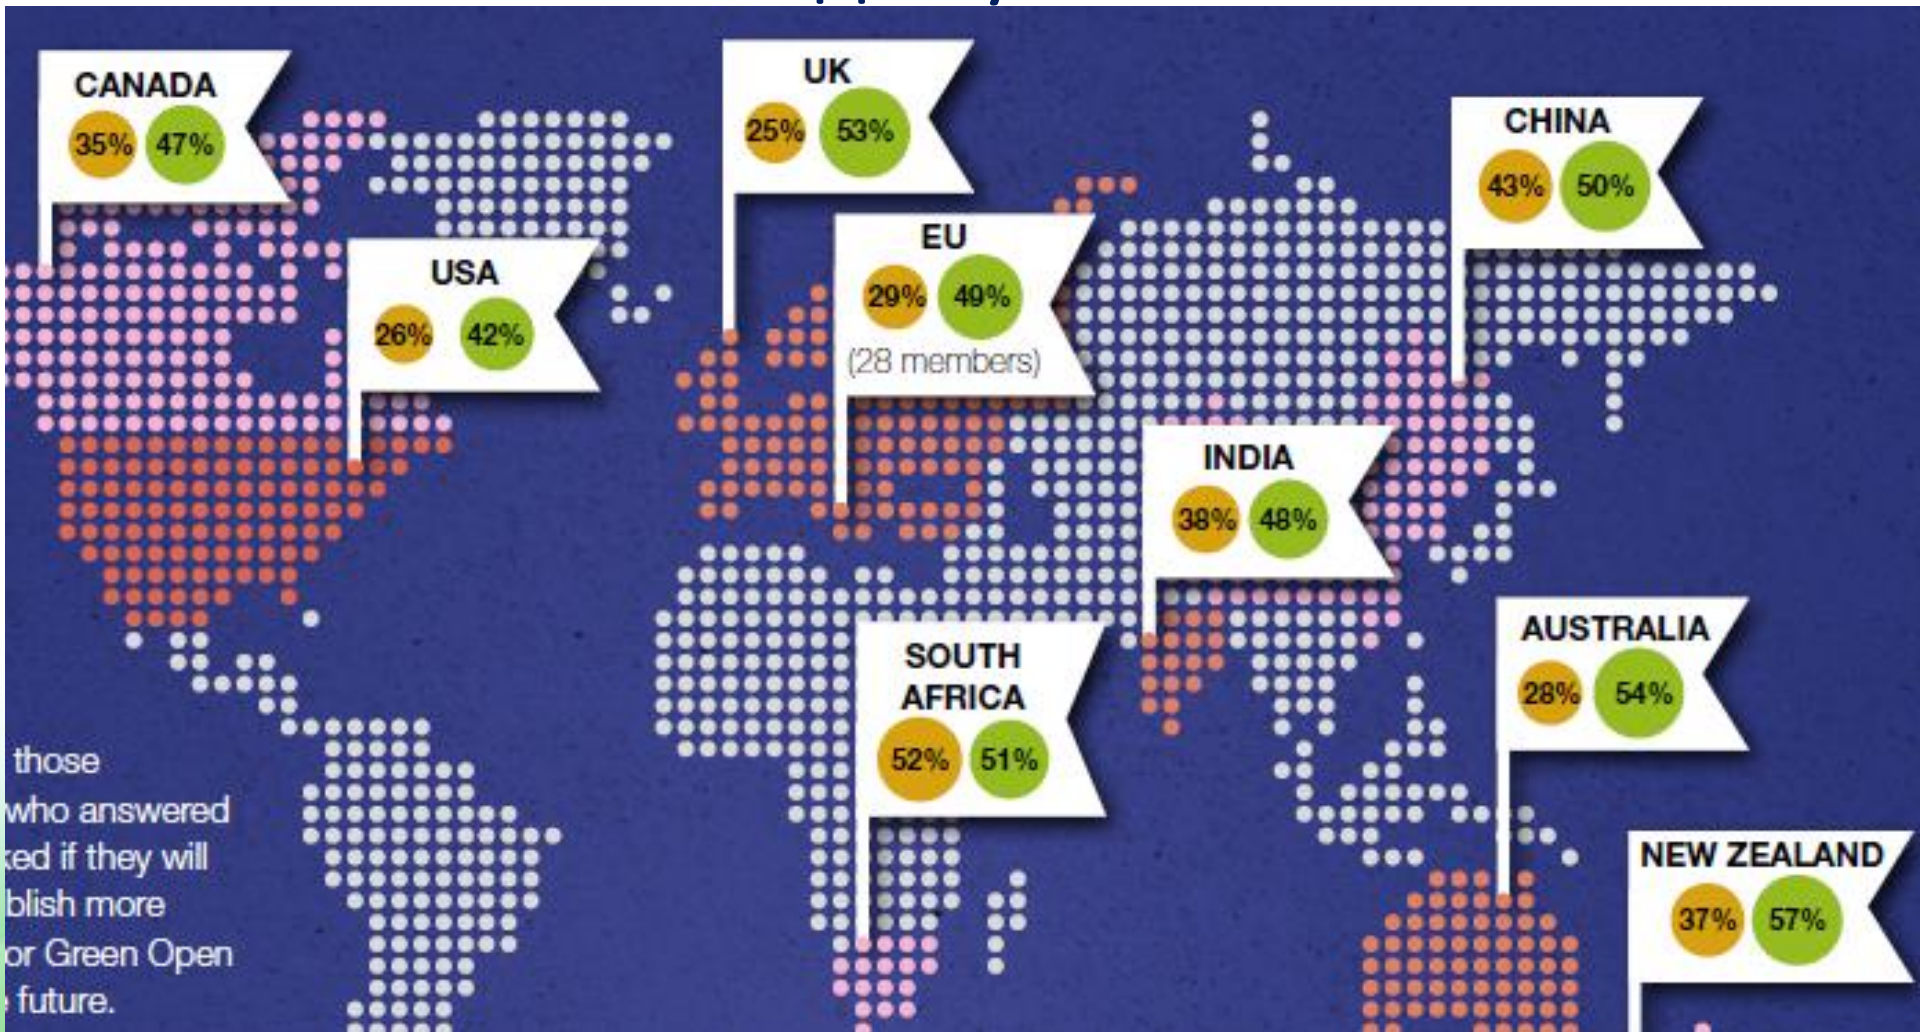 CANADA
35% 47%
USA
26% 42%
UK
25% 53%
EU
29% 49%
(28 members)
CHINA
43% 50%
INDIA
38% 48%
SOUTH
AFRICA
52% 51%
AUSTRALIA
28% 54%
NEW ZEALAND
37% 57%
those
who answered
if they will
more
or Green Open
future.